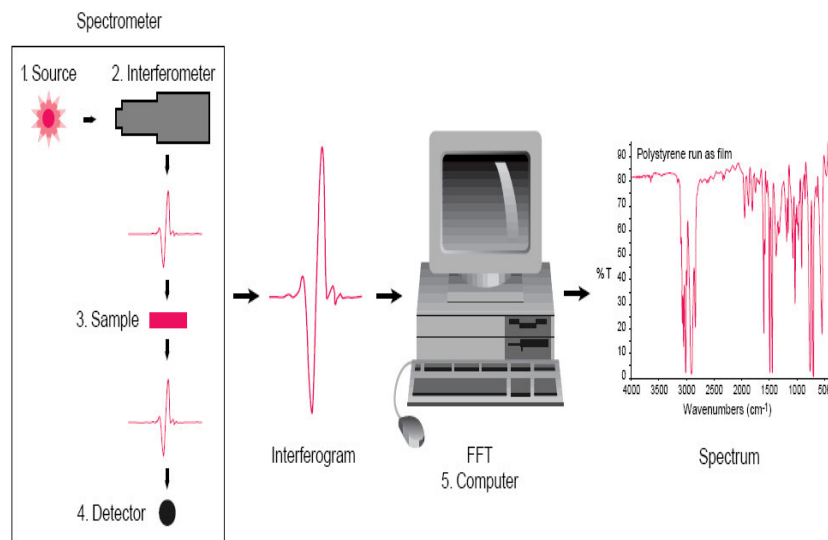 Spectrometer
1. Source
2. Interferometer
3. Sample
4. Detector
Interferogram
FFT
5. Computer
Polystyrene run as film
%T
90
80
70
60
50
40
30
20
10
0
4000 3500 3000 2500 2000 1500 1000 500
Wavenumbers (cm-1)
Spectrum